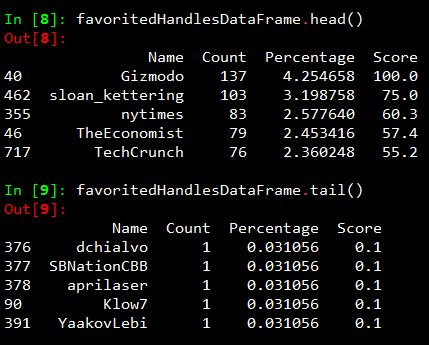 In [8]: favoritedHandlesDataFrame.head()
Out[8]:
Name Count Percentage Score
40 Gizmodo 137 4.254658 100.0
462 sloan_kettering 103 3.198758 75.0
355 nytimes 83 2.577640 60.3
46 TheEconomist 79 2.453416 57.4
717 TechCrunch 76 2.360248 55.2
In [9]: favoritedHandlesDataFrame.tail()
Out[9]:
Name Count Percentage Score
376 dchialvo 1 0.031056 0.1
377 SBNationCBB 1 0.031056 0.1
378 aprilaser 1 0.031056 0.1
90 Klow7 1 0.031056 0.1
391 YaakovLebi 1 0.031056 0.1